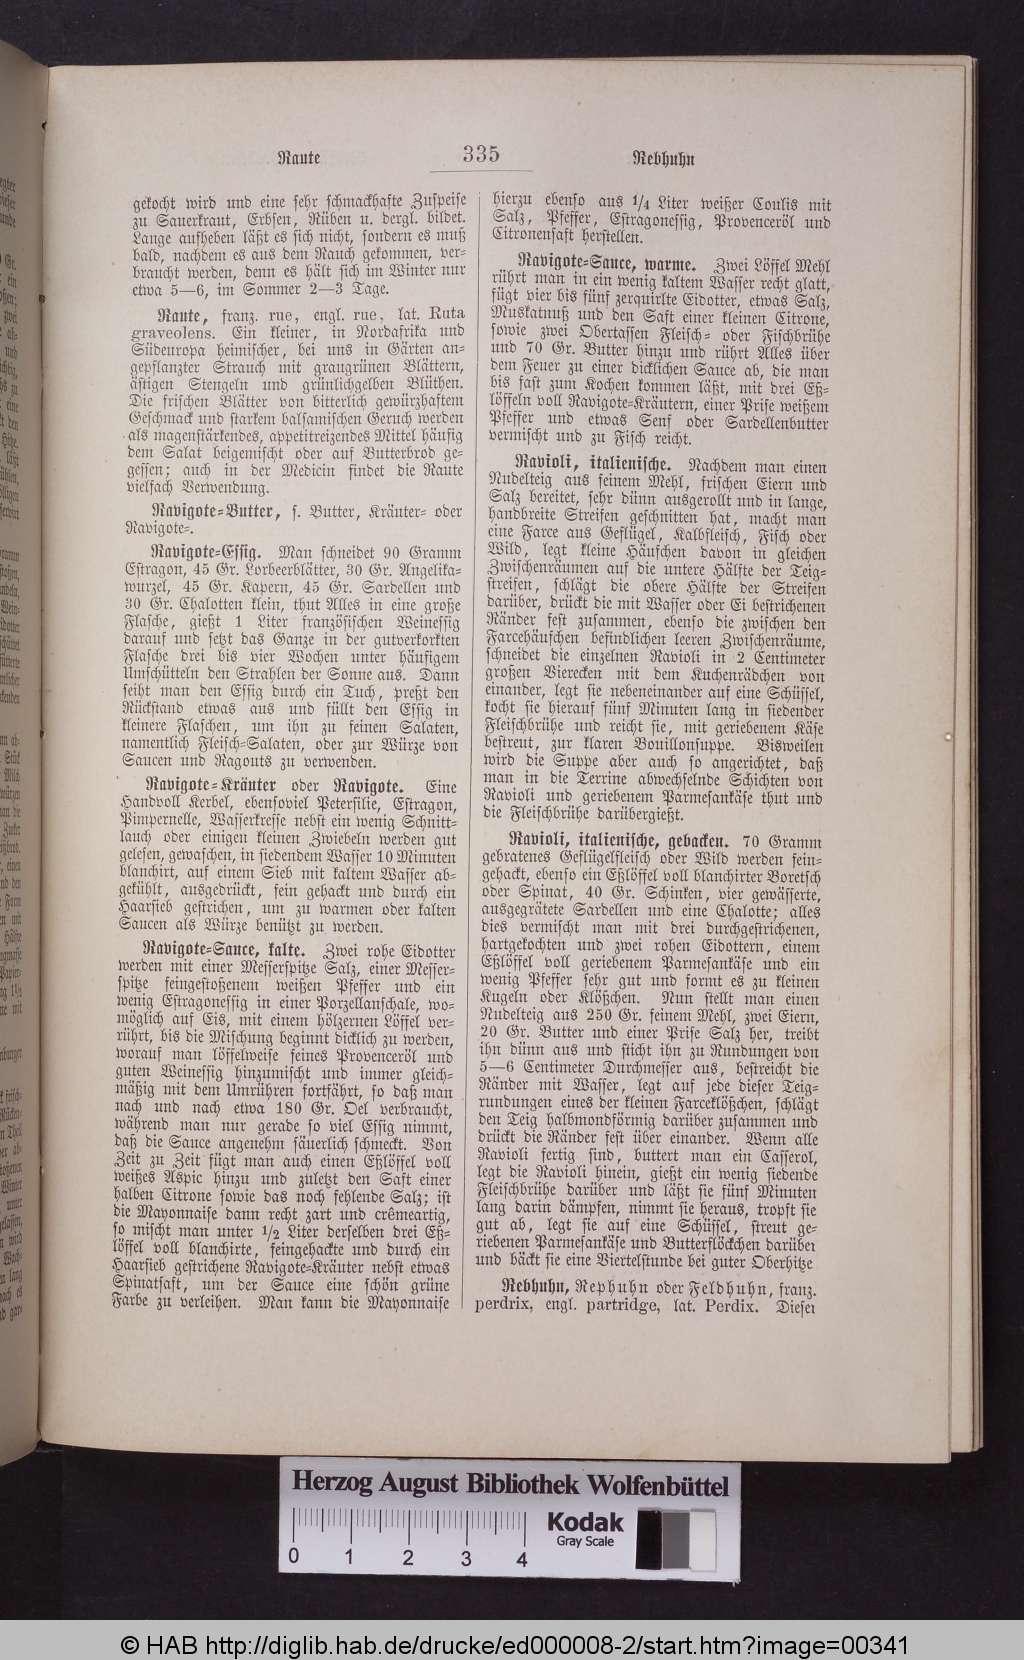 Raute
335
Rebhuhn
gekocht wird und eine sehr schmackhafte Zuspeise
zu Sauerkraut, Erbsen, Rüben u. dergl. bildet.
Lange aufheben läßt es sich nicht, sondern es muß
bald, nachdem es aus dem Rauch gekommen, ver-
braucht werden, denn es hält sich im Winter nur
etwa 5—6, im Sommer 2—3 Tage.
Raute, franz. rue, engl. rue, lat. Ruta
graveolens. Ein kleiner, in Nordafrika und
Südeuropa heimischer, bei uns in Gärten an-
gepflanzter Strauch mit graugrünen Blättern,
ästigen Stengeln und grünlichgelben Blüthen.
Die frischen Blätter von bitterlich gewürzhaftem
Geschmack und starkem balsamischen Geruch werden
als magenstärkendes, appetitreizendes Mittel häufig
dem Salat beigemischt oder auf Butterbrod ge-
gessen; auch in der Medicin findet die Raute
vielfach Verwendung.
Ravigote-Butter, s. Butter, Kräuter- oder
Ravigote-.
Ravigote-Essig. Man schneidet 90 Gramm
Estragon, 45 Gr. Lorbeerblätter, 30 Gr. Angelika-
wurzel, 45 Gr. Kapern, 45 Gr. Sardellen und
30 Gr. Chalotten klein, thut Alles in eine große
Flasche, gießt 1 Liter französischen Weinessig
darauf und setzt das Ganze in der gutverkorkten
Flasche drei bis vier Wochen unter häufigem
Umschütteln den Strahlen der Sonne aus. Dann
seiht man den Essig durch ein Tuch, preßt den
Rückstand etwas aus und füllt den Essig in
kleinere Flaschen, um ihn zu feinen Salaten,
namentlich Fleisch-Salaten, oder zur Würze von
Saucen und Ragouts zu verwenden.
Ravigote-Kräuter oder Ravigote. Eine
Handvoll Kerbel, ebensoviel Petersilie, Estragon,
Pimpernelle, Wasserkresse nebst ein wenig Schnitt-
lauch oder einigen kleinen Zwiebeln werden gut
gelesen, gewaschen, in siedendem Wasser 10 Minuten
blanchirt, auf einem Sieb mit kaltem Wasser ab-
gekühlt, ausgedrückt, fein gehackt und durch ein
Haarsieb gestrichen, um zu warmen oder kalten
Saucen als Würze benützt zu werden.
Ravigote-Sauce, kalte. Zwei rohe Eidotter
werden mit einer Messerspitze Salz, einer Messer-
spitze feingestoßenem weißen Pfeffer und ein
wenig Estragonessig in einer Porzellanschale, wo-
möglich auf Eis, mit einem hölzernen Löffel ver-
rührt, bis die Mischung beginnt dicklich zu werden,
worauf man löffelweise feines Provenceröl und
guten Weinessig hinzumischt und immer gleich-
mäßig mit dem Umrühren fortfährt, so daß man
nach und nach etwa 180 Gr. Oel verbraucht,
während man nur gerade so viel Essig nimmt,
daß die Sauce angenehm säuerlich schmeckt. Von
Zeit zu Zeit fügt man auch einen Eßlöffel voll
weißes Aspic hinzu und zuletzt den Saft einer
halben Citrone sowie das noch fehlende Salz; ist
die Mayonnaise dann recht zart und crêmeartig,
so mischt man unter 1/2 Liter derselben drei Eß-
löffel voll blanchirte, feingehackte und durch ein
Haarsieb gestrichene Ravigote-Kräuter nebst etwas
Spinatsaft, um der Sauce eine schön grüne
Farbe zu verleihen. Man kann die Mayonnaise
hierzu ebenso aus 1/4 Liter weißer Coulis mit
Salz, Pfeffer, Estragonessig, Provenceröl und
Citronensaft herstellen.
Ravigote-Sauce, warme. Zwei Löffel Mehl
rührt man in ein wenig kaltem Wasser recht glatt,
fügt vier bis fünf zerquirlte Eidotter, etwas Salz,
Muskatnuß und den Saft einer kleinen Citrone,
sowie zwei Obertassen Fleisch- oder Fischbrühe
und 70 Gr. Butter hinzu und rührt Alles über
dem Feuer zu einer dicklichen Sauce ab, die man
bis fast zum Kochen kommen läßt, mit drei Eß-
löffeln voll Ravigote-Kräutern, einer Prise weißem
Pfeffer und etwas Senf oder Sardellenbutter
vermischt und zu Fisch reicht.
Ravioli, italienische. Nachdem man einen
Nudelteig aus feinem Mehl, frischen Eiern und
Salz bereitet, sehr dünn ausgerollt und in lange,
handbreite Streifen geschnitten hat, macht man
eine Farce aus Geflügel, Kalbfleisch, Fisch oder
Wild, legt kleine Häufchen davon in gleichen
Zwischenräumen auf die untere Hälfte der Teig-
streifen, schlägt die obere Hälfte der Streifen
darüber, drückt die mit Wasser oder Ei bestrichenen
Ränder fest zusammen, ebenso die zwischen den
Farcehäufchen befindlichen leeren Zwischenräume,
schneidet die einzelnen Ravioli in 2 Centimeter
großen Vierecken mit dem Kuchenrädchen von
einander, legt sie nebeneinander auf eine Schüssel,
kocht sie hierauf fünf Minuten lang in siedender
Fleischbrühe und reicht sie, mit geriebenem Käse
bestreut, zur klaren Bouillonsuppe. Bisweilen
wird die Suppe aber auch so angerichtet, daß
man in die Terrine abwechselnde Schichten von
Ravioli und geriebenem Parmesankäse thut und
die Fleischbrühe darübergießt.
Ravioli, italienische, gebacken. 70 Gramm
gebratenes Geflügelfleisch oder Wild werden fein-
gehackt, ebenso ein Eßlöffel voll blanchirter Boretsch
oder Spinat, 40 Gr. Schinken, vier gewässerte,
ausgegrätete Sardellen und eine Chalotte; alles
dies vermischt man mit drei durchgestrichenen,
hartgekochten und zwei rohen Eidottern, einem
Eßlöffel voll geriebenem Parmesankäse und ein
wenig Pfeffer sehr gut und formt es zu kleinen
Kugeln oder Klößchen. Nun stellt man einen
Nudelteig aus 250 Gr. feinem Mehl, zwei Eiern,
20 Gr. Butter und einer Prise Salz her, treibt
ihn dünn aus und sticht ihn zu Rundungen von
5—6 Centimeter Durchmesser aus, bestreicht die
Ränder mit Wasser, legt auf jede dieser Teig-
rundungen eines der kleinen Farceklößchen, schlägt
den Teig halbmondförmig darüber zusammen und
drückt die Ränder fest über einander. Wenn alle
Ravioli fertig sind, buttert man ein Casserol,
legt die Ravioli hinein, gießt ein wenig siedende
Fleischbrühe darüber und läßt sie fünf Minuten
lang darin dämpfen, nimmt sie heraus, tropft sie
gut ab, legt sie auf eine Schüssel, streut ge-
riebenen Parmesankäse und Butterflöckchen darüber
und bäckt sie eine Viertelstunde bei guter Oberhitze
Rebhuhn, Rephuhn oder Feldhuhn, franz.
perdrix, engl. partridge, lat. Perdix. Dieser
Herzog August Bibliothek Wolfenbüttel
Kodak
Gray Scale
0 1 2 3 4
© HAB http://diglib.hab.de/drucke/ed000008-2/start.htm?image=00341